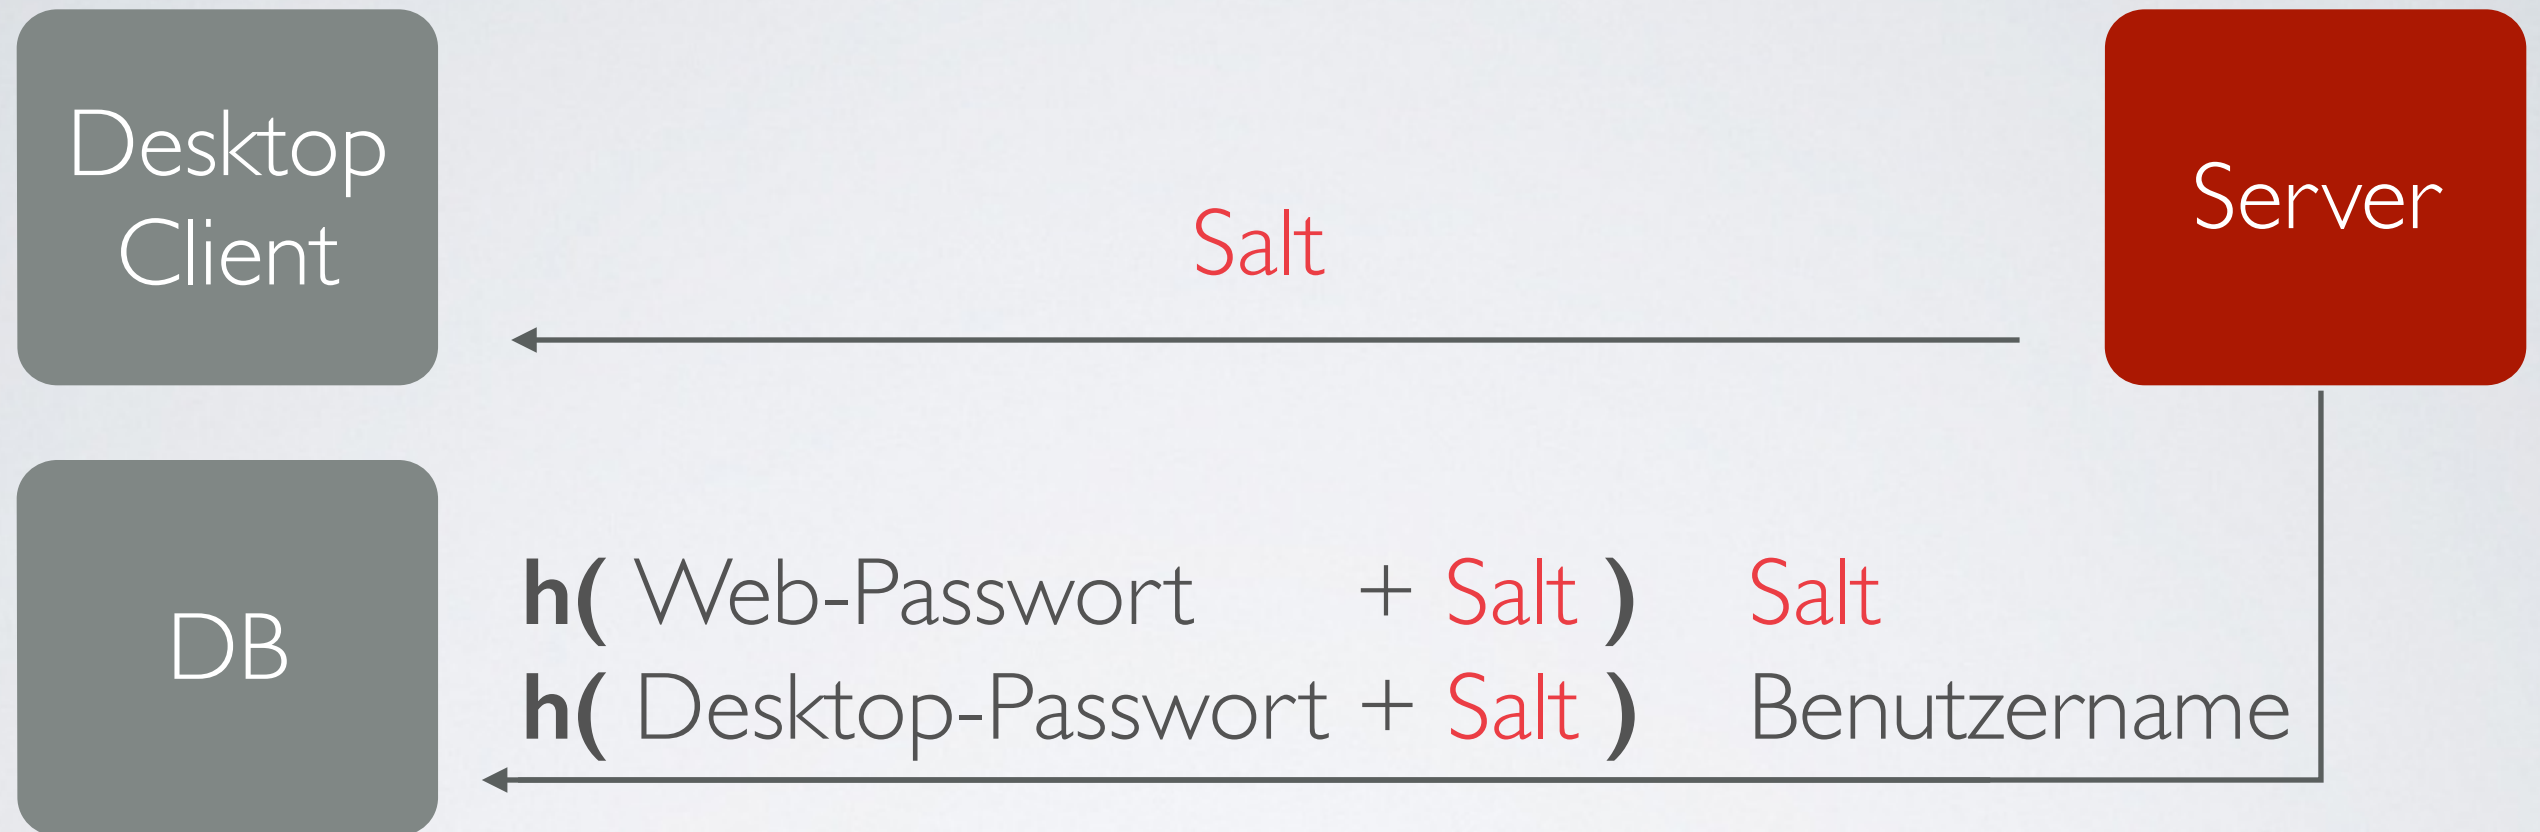 Desktop
Client
Salt
Server
DB
h( Web-Passwort + Salt ) Salt
h( Desktop-Passwort + Salt ) Benutzername